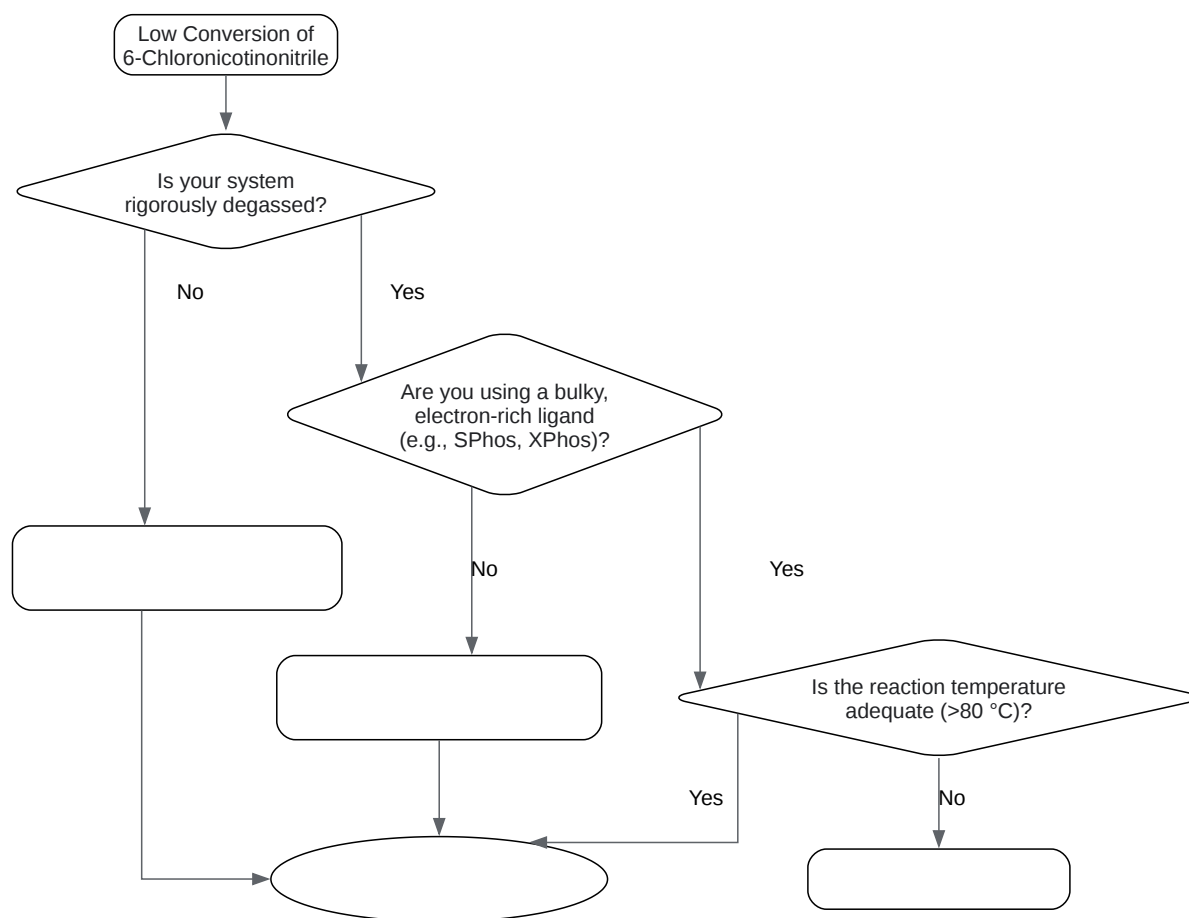 Low Conversion of
6-Chloronicotinonitrile
Is your system
rigorously degassed?
No
Yes
Are you using a bulky,
electron-rich ligand
(e.g., SPhos, XPhos)?
No
Yes
Is the reaction temperature
adequate (>80 °C)?
Yes
No